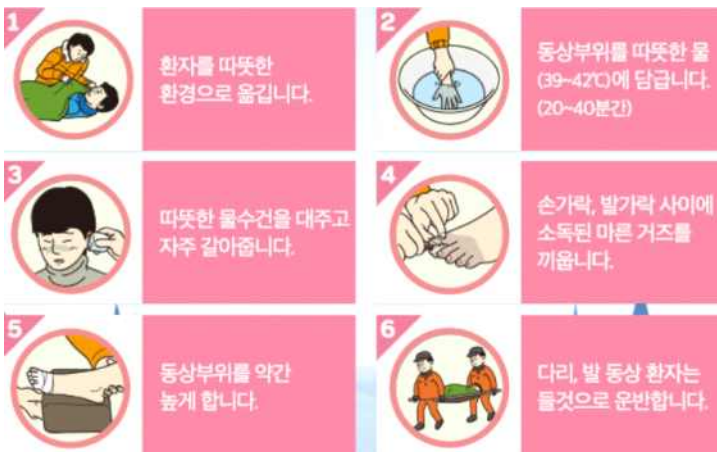 1
환자를 따뜻한
환경으로 옮깁니다.
2
동상부위를 따뜻한 물
(39~42℃)에 담급니다.
(20~40분간)
3
따뜻한 물수건을 대주고
자주 갈아줍니다.
4
손가락, 발가락 사이에
소독된 마른 거즈를
끼웁니다.
5
동상부위를 약간
높게 합니다.
6
다리, 발 동상 환자는
들것으로 운반합니다.